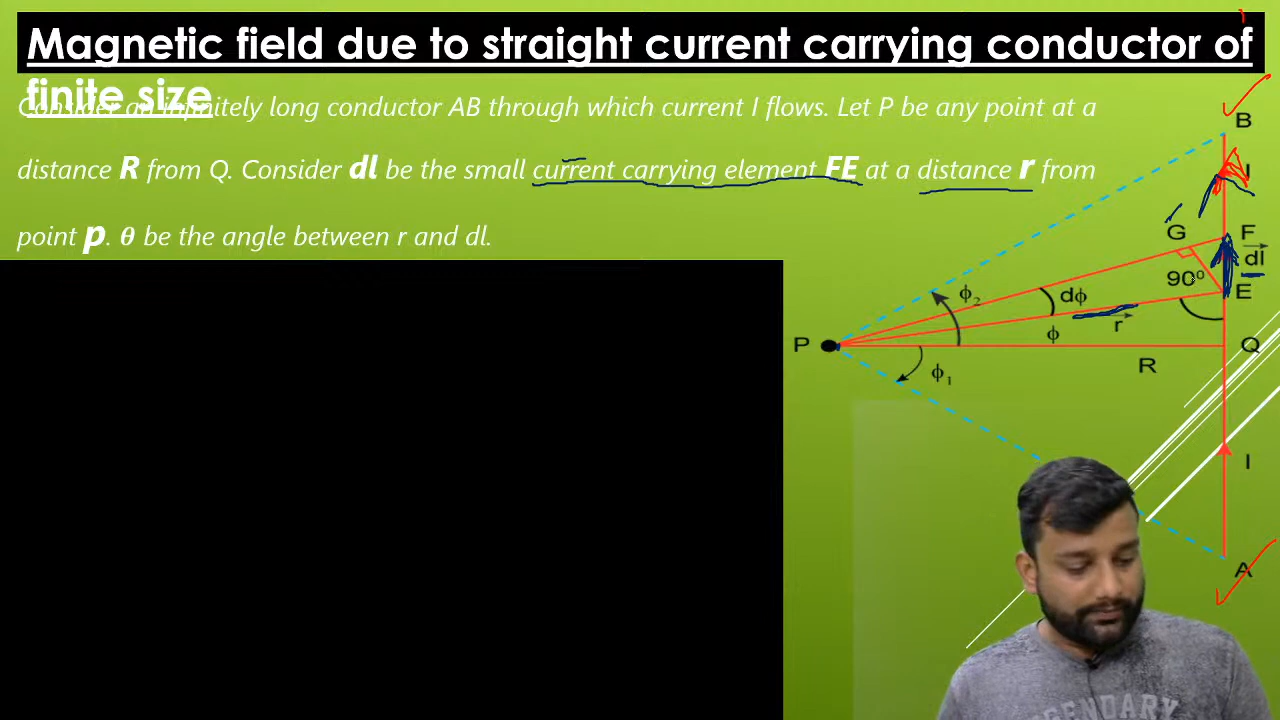 Magnetic field due to straight current carrying conductor of
finite size
Consider an infinitely long conductor AB through which current I flows. Let P be any point at a
distance R from Q. Consider dl be the small current carrying element FE at a distance r from
point p. θ be the angle between r and dl.
B
I
G
F
dl
90⁰
E
ϕ₂
dϕ
r
ϕ
P
Q
R
ϕ₁
I
A
LEGENDARY